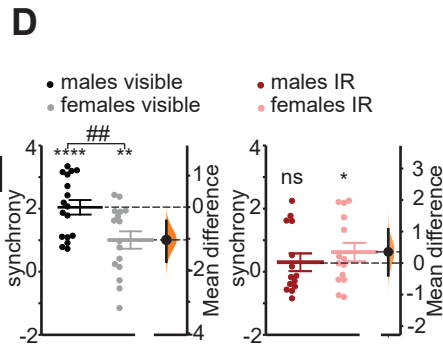 D
males visible
females visible
males IR
females IR
##
**** **
ns *
synchrony
4
2
0
-2
Mean difference
1
0
-2
-4
synchrony
4
2
0
-2
Mean difference
3
2
1
0
-1
-2